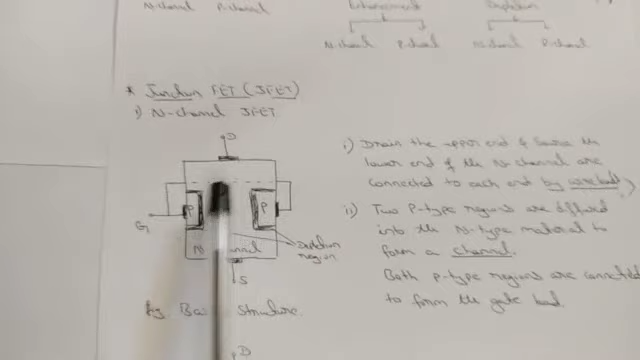 Enhancement Depletion
N-channel P-channel N-channel P-channel N-channel P-channel
* Junction FET (JFET)
i) N-channel JFET
D
G
P P
N channel
Depletion
region
S
Fig. Basic Structure.
D
i) Drain the upper end & Source the
lower end of the N-channel are
connected to each end by wire lead
ii) Two P-type regions are diffused
into the N-type material to
form a channel.
Both P-type regions are connected
to form the gate lead.